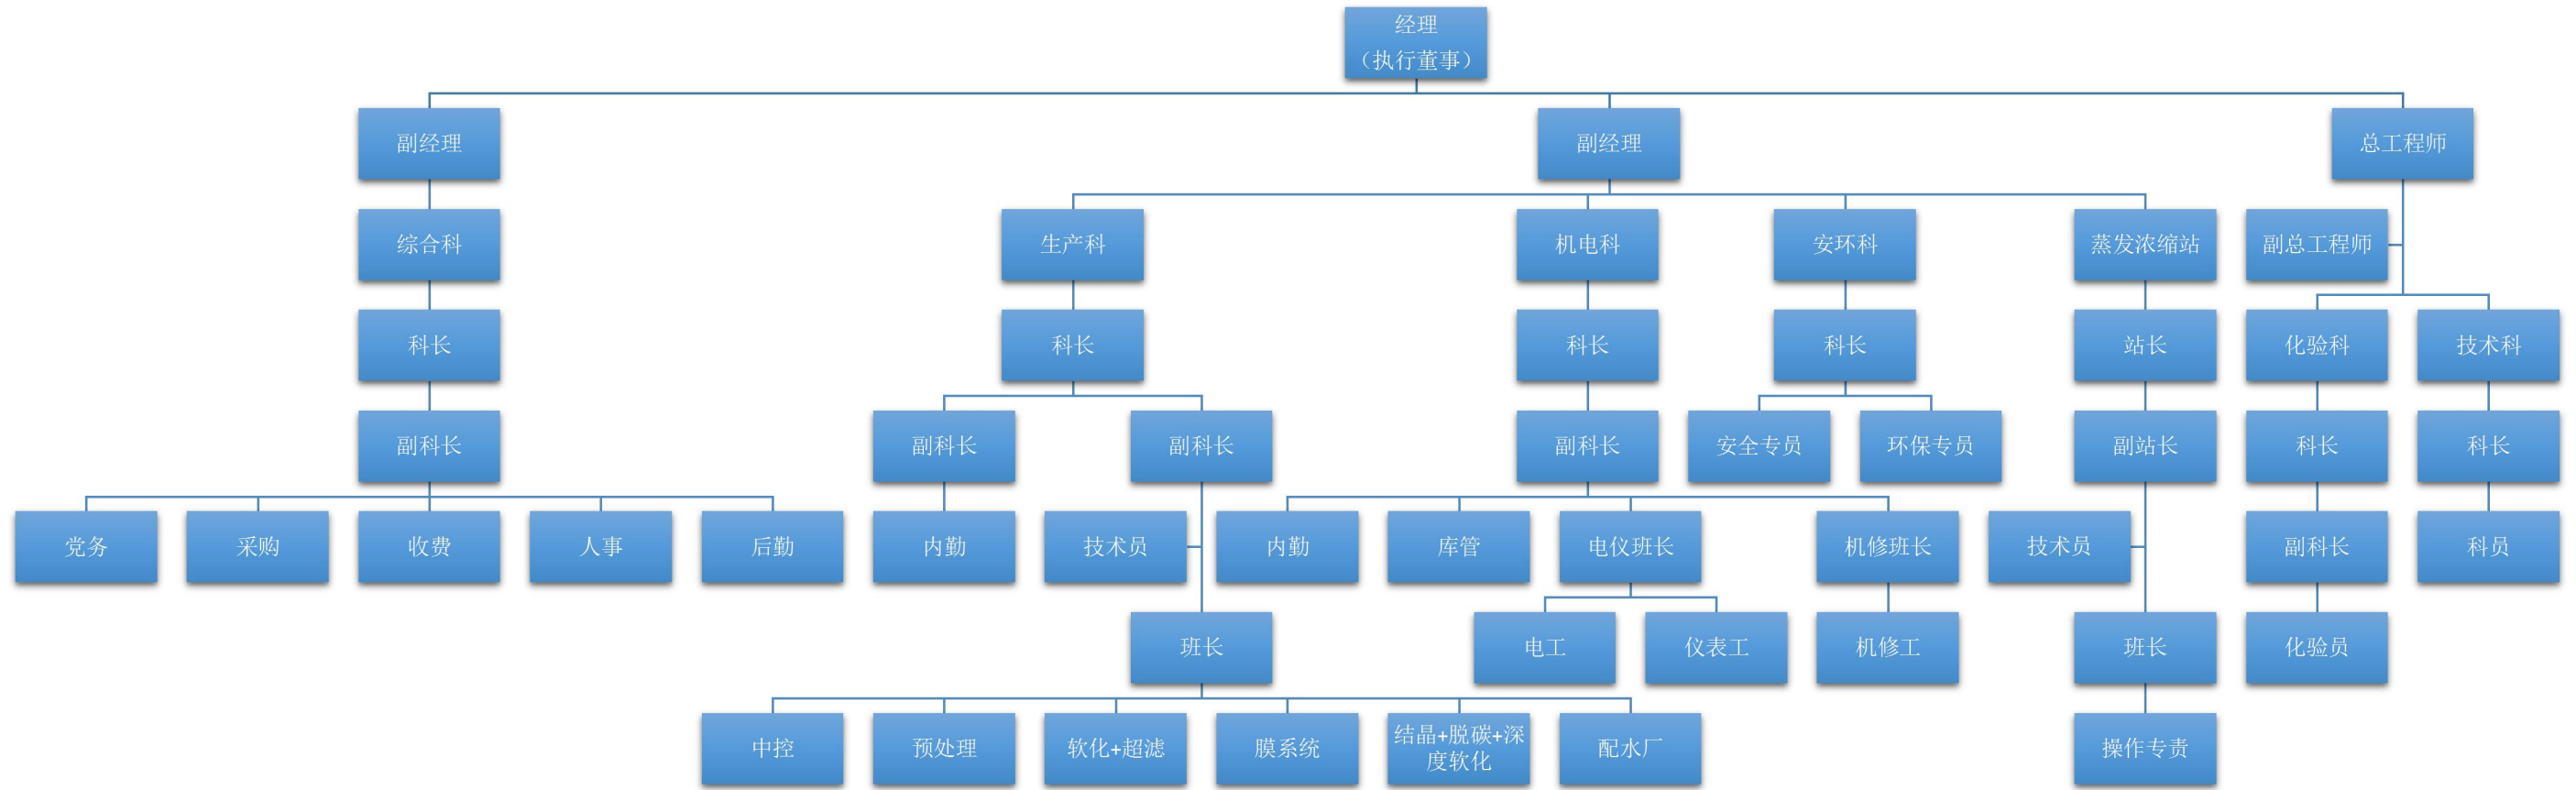 经理
（执行董事）
副经理
副经理
总工程师
综合科
生产科
机电科
安环科
蒸发浓缩站
副总工程师
科长
科长
科长
科长
站长
化验科
技术科
副科长
副科长
副科长
副科长
安全专员
环保专员
副站长
科长
科长
党务
采购
收费
人事
后勤
内勤
技术员
内勤
库管
电仪班长
机修班长
技术员
副科长
科员
班长
电工
仪表工
机修工
班长
化验员
中控
预处理
软化+超滤
膜系统
结晶+脱碳+深
度软化
配水厂
操作专责